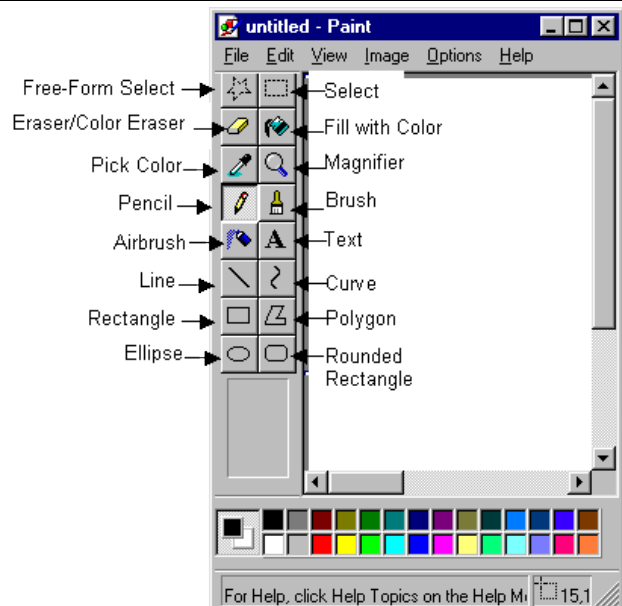 untitled - Paint
File Edit View Image Options Help
Free-Form Select
Select
Eraser/Color Eraser
Fill with Color
Pick Color
Magnifier
Pencil
Brush
Airbrush
A
Text
Line
Curve
Rectangle
Polygon
Ellipse
Rounded
Rectangle
For Help, click Help Topics on the Help M
15,1